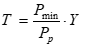 T = P_min / P_p · Y